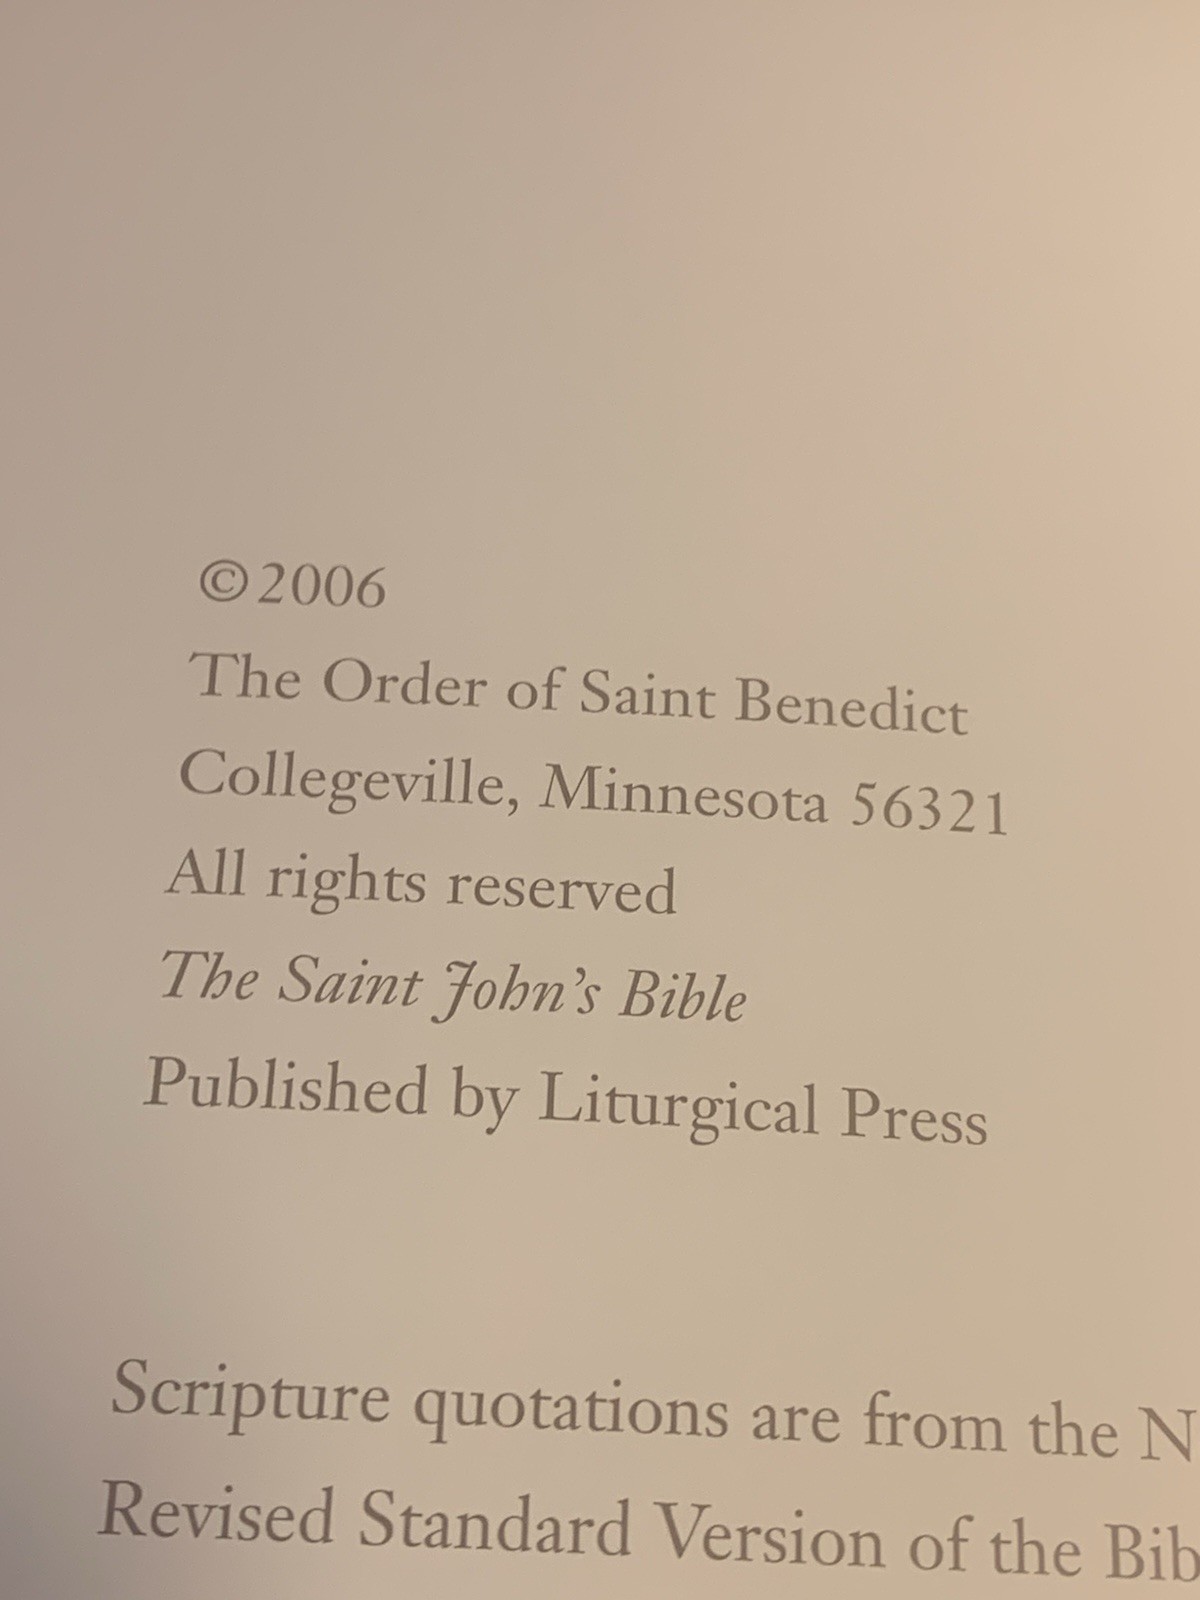 ©2006
The Order of Saint Benedict
Collegeville, Minnesota 56321
All rights reserved
The Saint John's Bible
Published by Liturgical Press
Scripture quotations are from the N
Revised Standard Version of the Bib